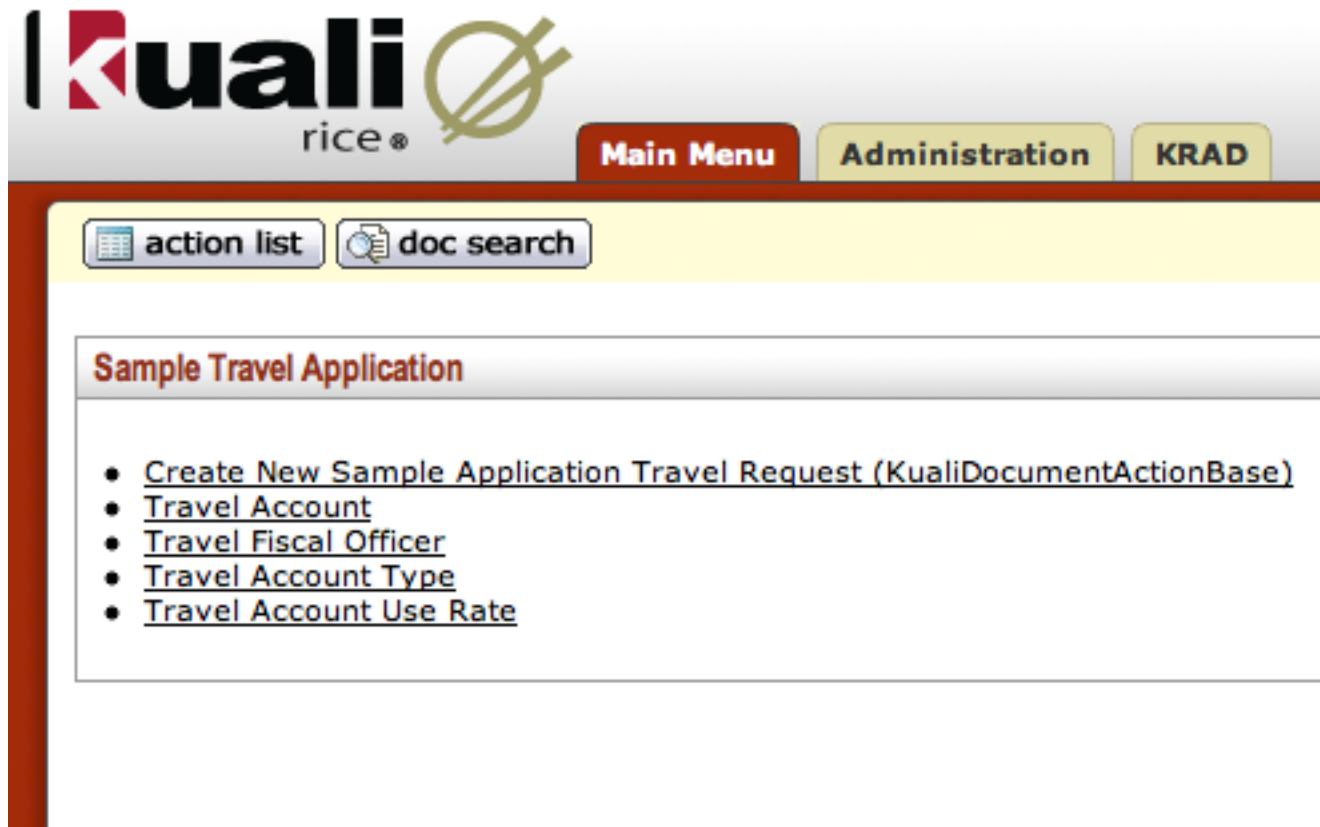 kuali
rice®
Main Menu Administration KRAD
action list doc search
Sample Travel Application
Create New Sample Application Travel Request (KualiDocumentActionBase)
Travel Account
Travel Fiscal Officer
Travel Account Type
Travel Account Use Rate